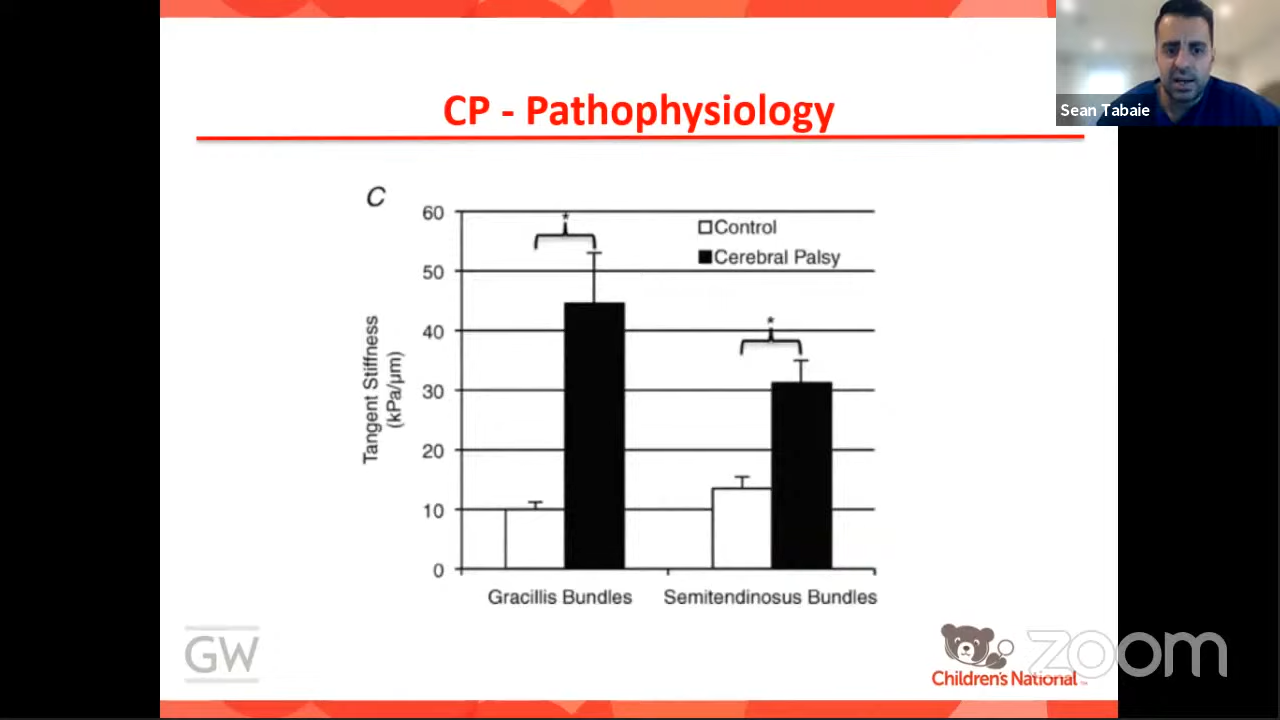 Sean Tabaie
CP - Pathophysiology
C
60
50
40
30
20
10
0
Tangent Stiffness
(kPa/μm)
*
*
Control
Cerebral Palsy
Gracillis Bundles
Semitendinosus Bundles
GW
Children's National™
zoom